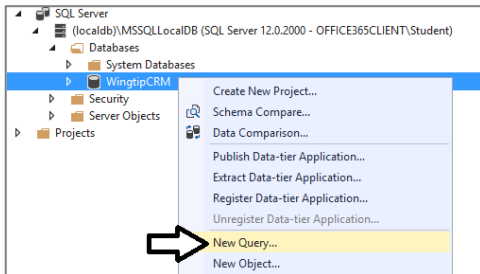 SQL Server
(localdb)\MSSQLLocalDB (SQL Server 12.0.2000 - OFFICE365CLIENT\Student)
Databases
System Databases
WingtipCRM
Security
Server Objects
Projects
Create New Project...
Schema Compare...
Data Comparison...
Publish Data-tier Application...
Extract Data-tier Application...
Register Data-tier Application...
Unregister Data-tier Application...
New Query...
New Object...